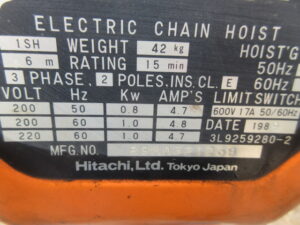 ELECTRIC CHAIN HOIST
1SH WEIGHT 42 kg HOIST'G
6 m RATING 15 min 50Hz
3 PHASE 2 POLES.INS.CL. E 60Hz
VOLT Hz Kw AMP'S LIMIT SWITCH
200 50 0.8 4.7 600V 17A 50/60Hz
200 60 1.0 4.8 DATE 198
220 60 1.0 4.7 3L9259280-2
MFG.NO.
Hitachi, Ltd. Tokyo Japan